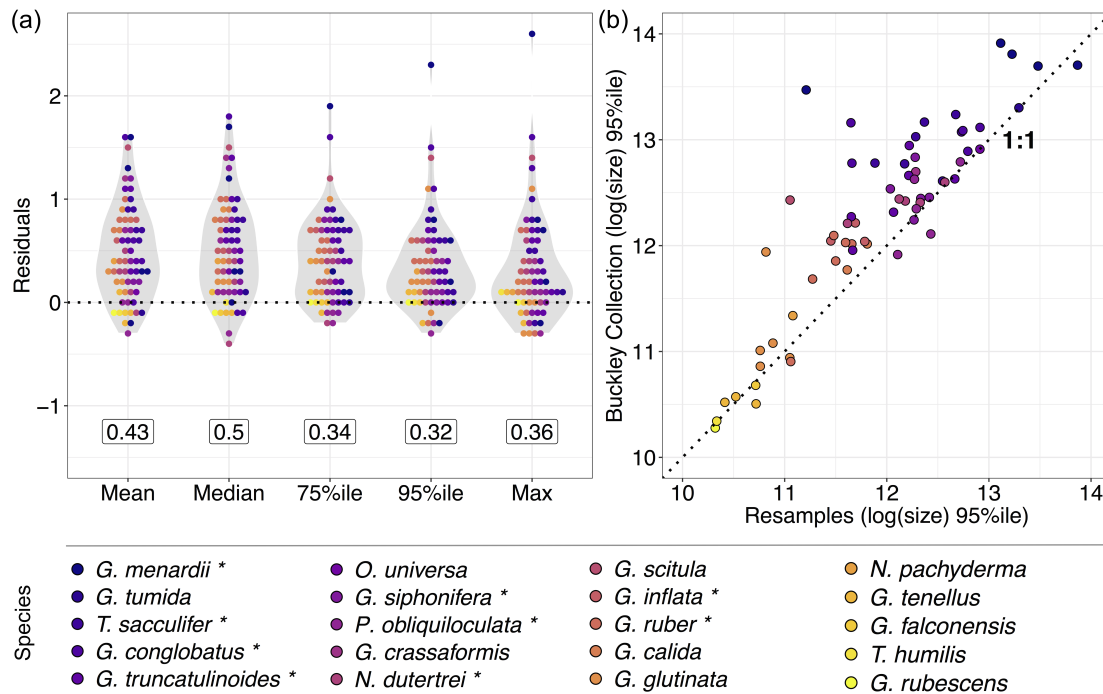 (a)
Residuals
2
1
0
−1
0.43 0.5 0.34 0.32 0.36
Mean Median 75%ile 95%ile Max
(b)
Buckley Collection (log(size) 95%ile)
14
13
12
11
10
1:1
10 11 12 13 14
Resamples (log(size) 95%ile)
Species
G. menardii *
G. tumida
T. sacculifer *
G. conglobatus *
G. truncatulinoides *
O. universa
G. siphonifera *
P. obliquiloculata *
G. crassaformis
N. dutertrei *
G. scitula
G. inflata *
G. ruber *
G. calida
G. glutinata
N. pachyderma
G. tenellus
G. falconensis
T. humilis
G. rubescens